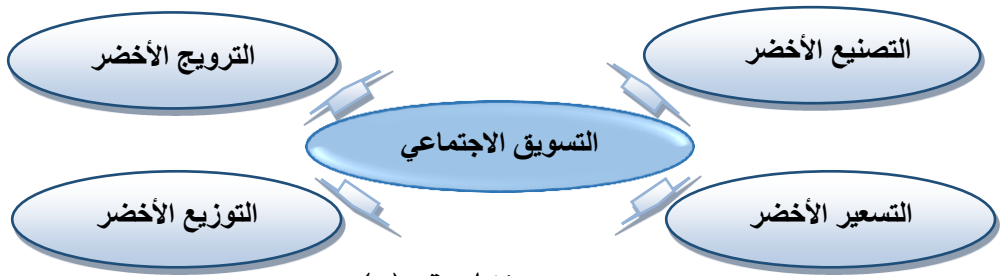 التصنيع الأخضر
الترويج الأخضر
التسويق الاجتماعي
التسعير الأخضر
التوزيع الأخضر